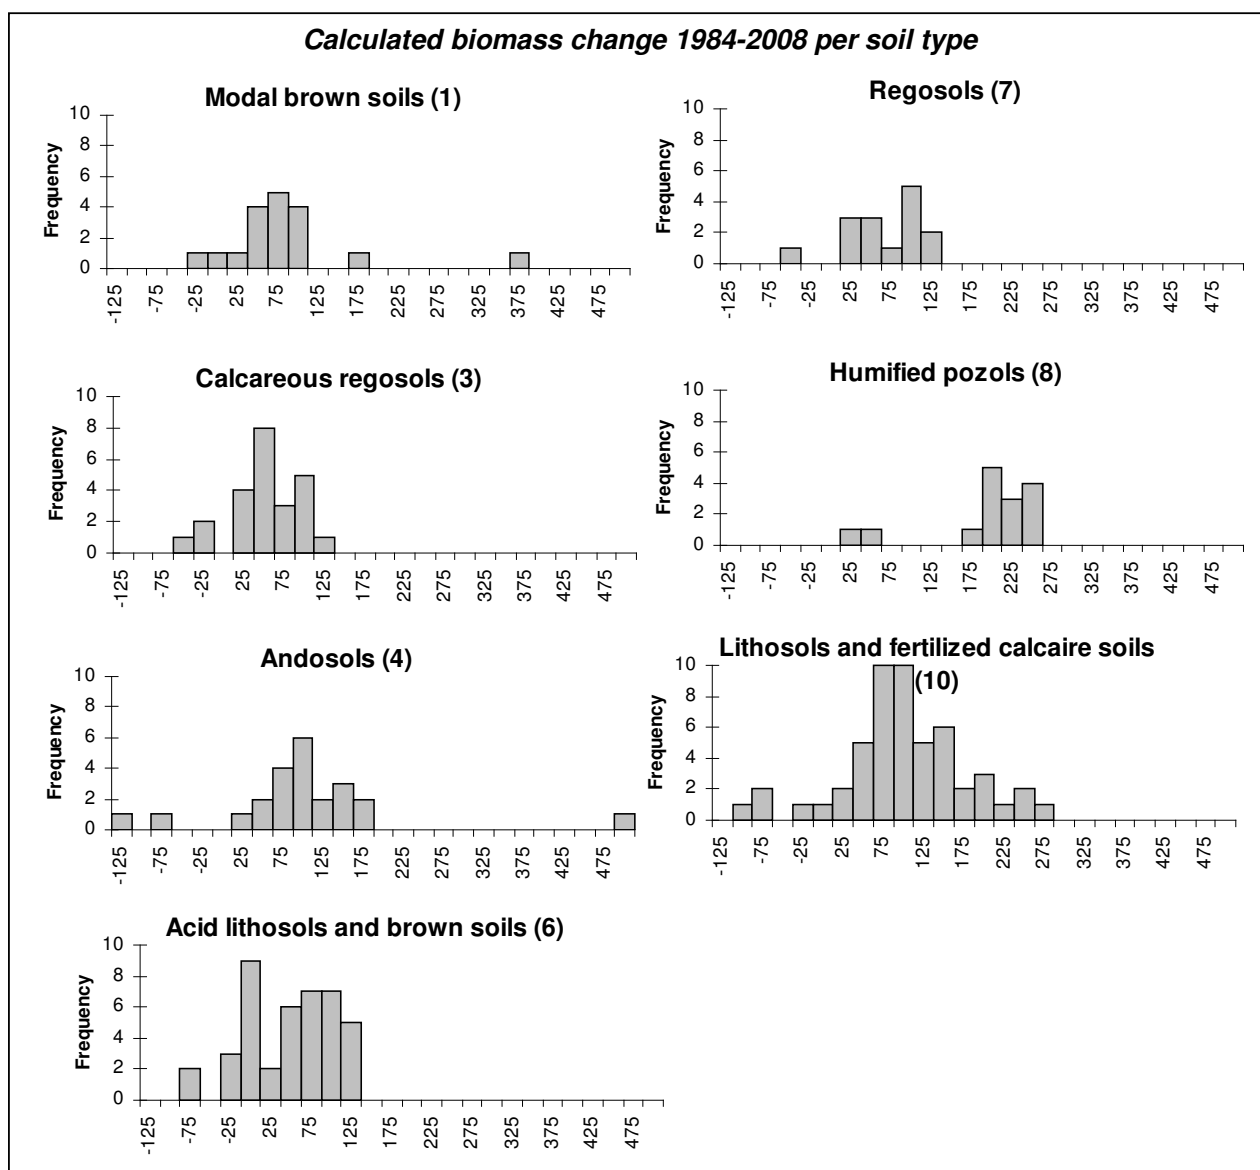 Calculated biomass change 1984-2008 per soil type
Modal brown soils (1)
10
8
6
4
2
0
Frequency
-125 -75 -25 25 75 125 175 225 275 325 375 425 475
Regosols (7)
10
8
6
4
2
0
Frequency
-125 -75 -25 25 75 125 175 225 275 325 375 425 475
Calcareous regosols (3)
10
8
6
4
2
0
Frequency
-125 -75 -25 25 75 125 175 225 275 325 375 425 475
Humified pozols (8)
10
8
6
4
2
0
Frequency
-125 -75 -25 25 75 125 175 225 275 325 375 425 475
Andosols (4)
10
8
6
4
2
0
Frequency
-125 -75 -25 25 75 125 175 225 275 325 375 425 475
Lithosols and fertilized calcaire soils
(10)
10
8
6
4
2
0
Frequency
-125 -75 -25 25 75 125 175 225 275 325 375 425 475
Acid lithosols and brown soils (6)
10
8
6
4
2
0
Frequency
-125 -75 -25 25 75 125 175 225 275 325 375 425 475